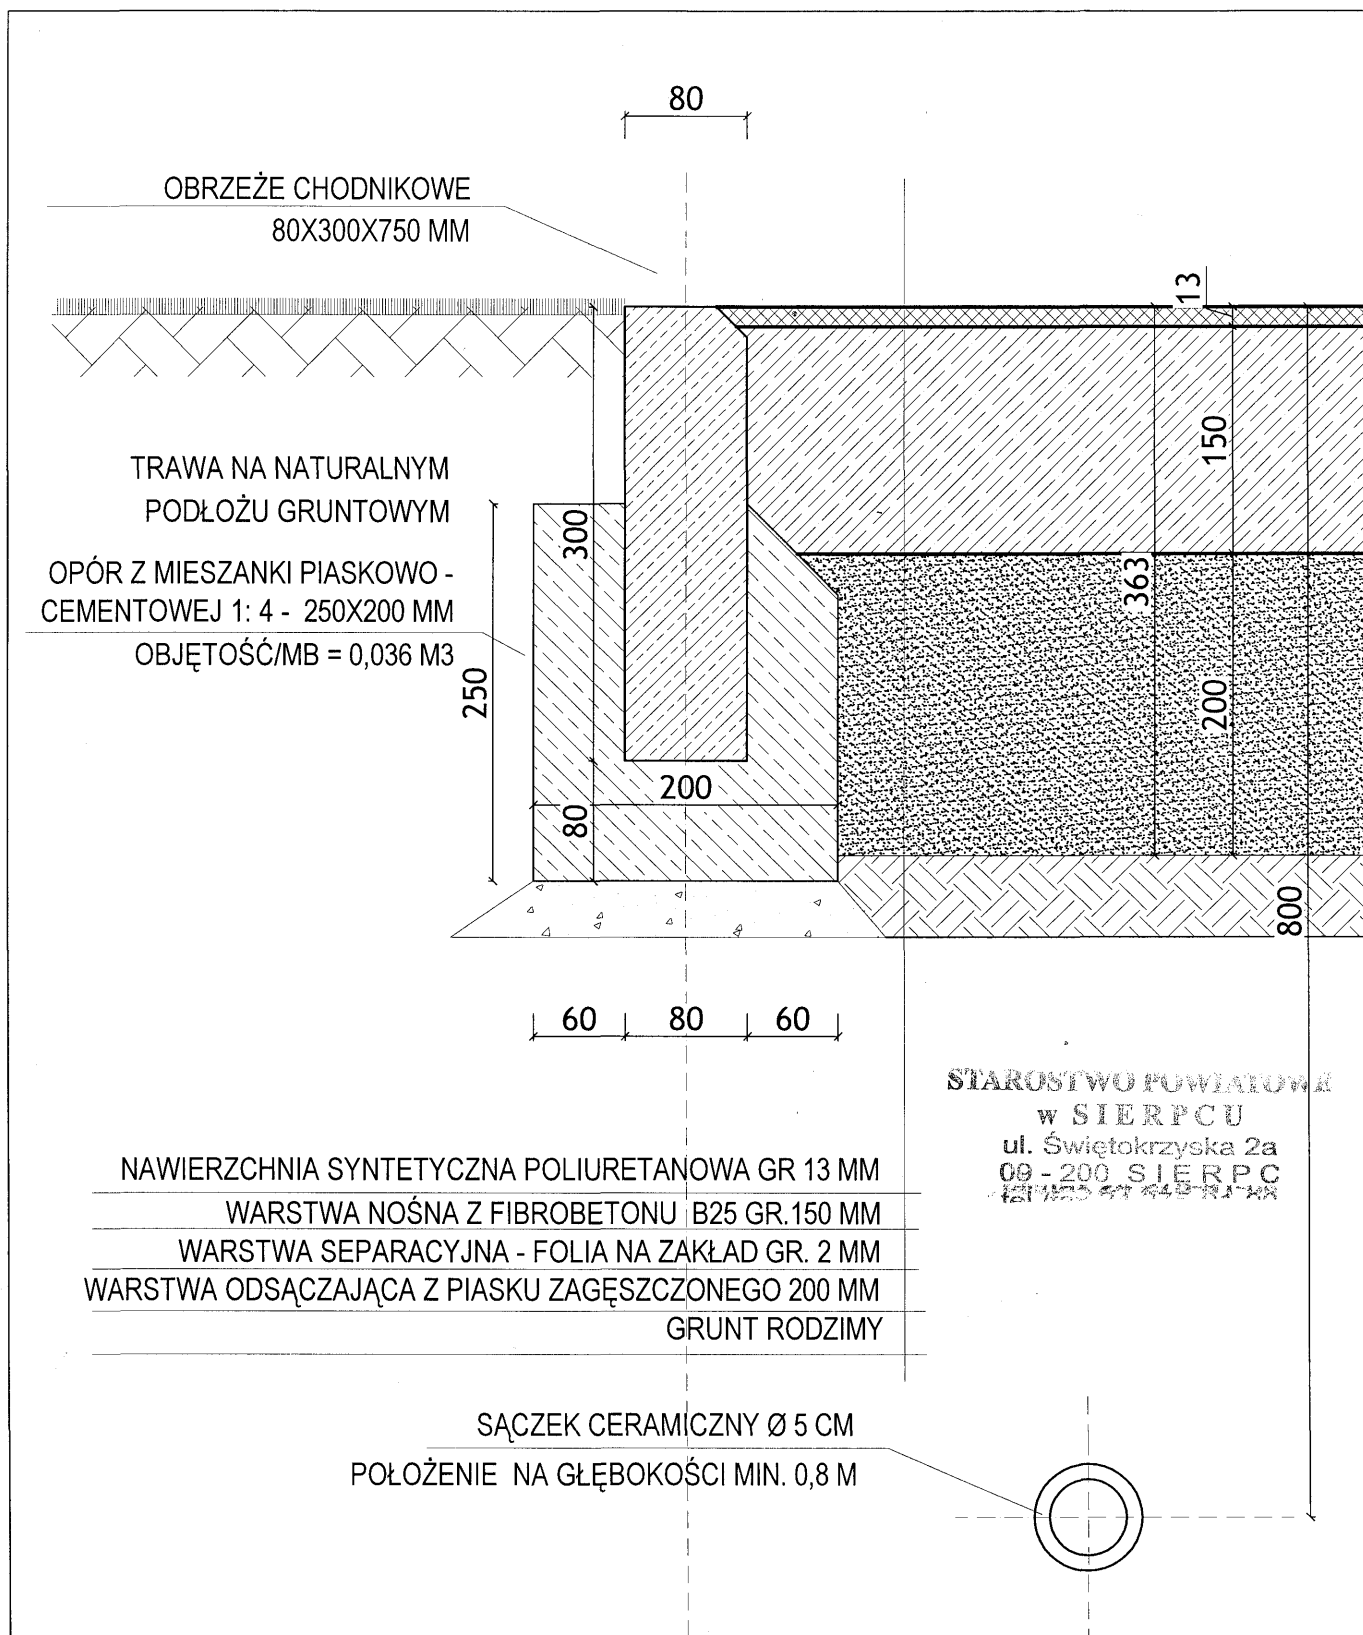 80
OBRZEŻE CHODNIKOWE
80X300X750 MM
13
150
TRAWA NA NATURALNYM
PODŁOŻU GRUNTOWYM
300
363
OPÓR Z MIESZANKI PIASKOWO -
CEMENTOWEJ 1: 4 - 250X200 MM
OBJĘTOŚĆ/MB = 0,036 M3
250
200
200
80
800
60
80
60
STAROSTWO POWIATOWE
w SIERPCU
ul. Świętokrzyska 2a
09 - 200 SIERPC
NAWIERZCHNIA SYNTETYCZNA POLIURETANOWA GR 13 MM
WARSTWA NOŚNA Z FIBROBETONU B25 GR.150 MM
WARSTWA SEPARACYJNA - FOLIA NA ZAKŁAD GR. 2 MM
WARSTWA ODSĄCZAJĄCA Z PIASKU ZAGĘSZCZONEGO 200 MM
GRUNT RODZIMY
SĄCZEK CERAMICZNY Ø 5 CM
POŁOŻENIE NA GŁĘBOKOŚCI MIN. 0,8 M